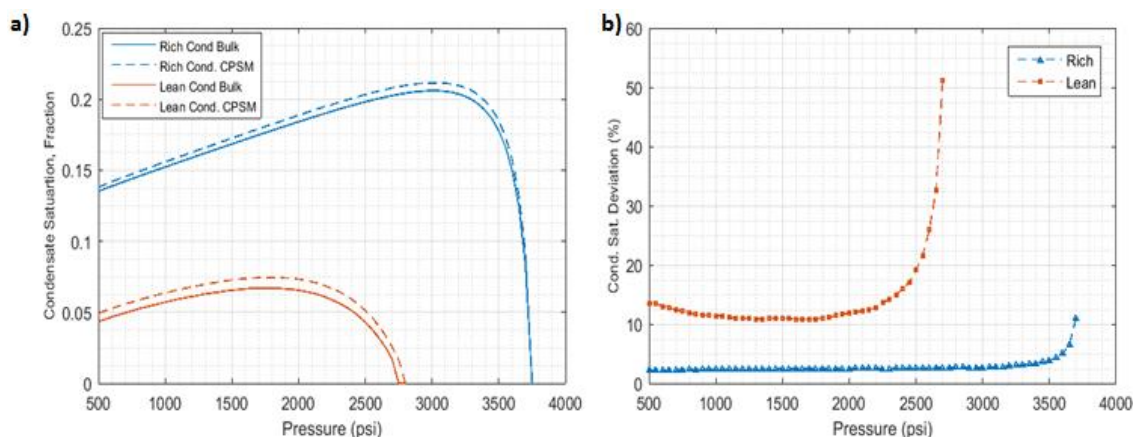 a)
Condensate Satuartion, Fraction
0.25
0.2
0.15
0.1
0.05
0
Rich Cond Bulk
Rich Cond. CPSM
Lean Cond Bulk
Lean Cond. CPSM
500 1000 1500 2000 2500 3000 3500 4000
Pressure (psi)
b)
Cond. Sat. Deviation (%)
60
50
40
30
20
10
0
Rich
Lean
500 1000 1500 2000 2500 3000 3500 4000
Pressure (psi)